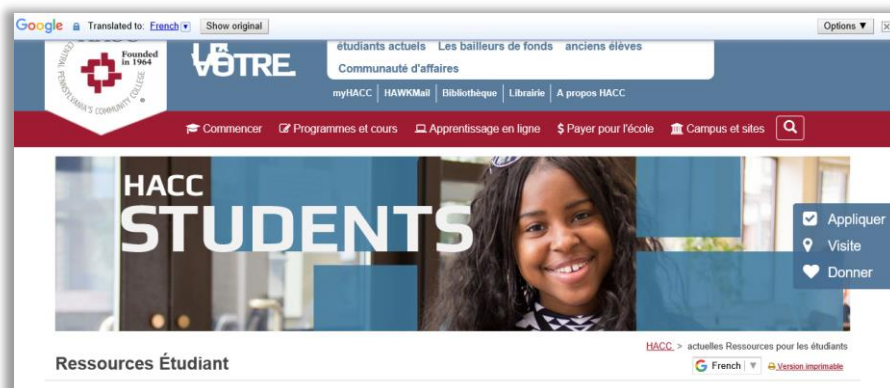 Google Translated to: French Show original Options ▼
Founded
in 1964
CENTRAL PENNSYLVANIA'S COMMUNITY COLLEGE
VÔTRE.
étudiants actuels Les bailleurs de fonds anciens élèves
Communauté d'affaires
myHACC | HAWKMail | Bibliothèque | Librairie | A propos HACC
Commencer Programmes et cours Apprentissage en ligne $ Payer pour l'école Campus et sites
HACC
STUDENTS
Appliquer
Visite
Donner
HACC > actuelles Ressources pour les étudiants
Ressources Étudiant
G French ▼ Version imprimable